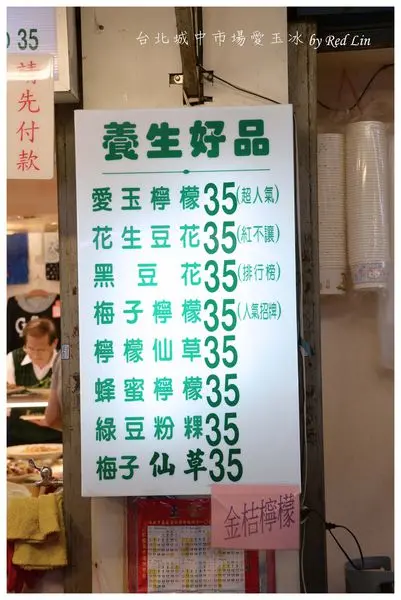 台北城中市場愛玉冰 by Red Lin
35
請先付款
養生好品
愛玉檸檬35(超人氣)
花生豆花35(紅不讓)
黑豆花35(排行榜)
梅子檸檬35(人氣招牌)
檸檬仙草35
蜂蜜檸檬35
綠豆粉粿35
梅子仙草35
金桔檸檬